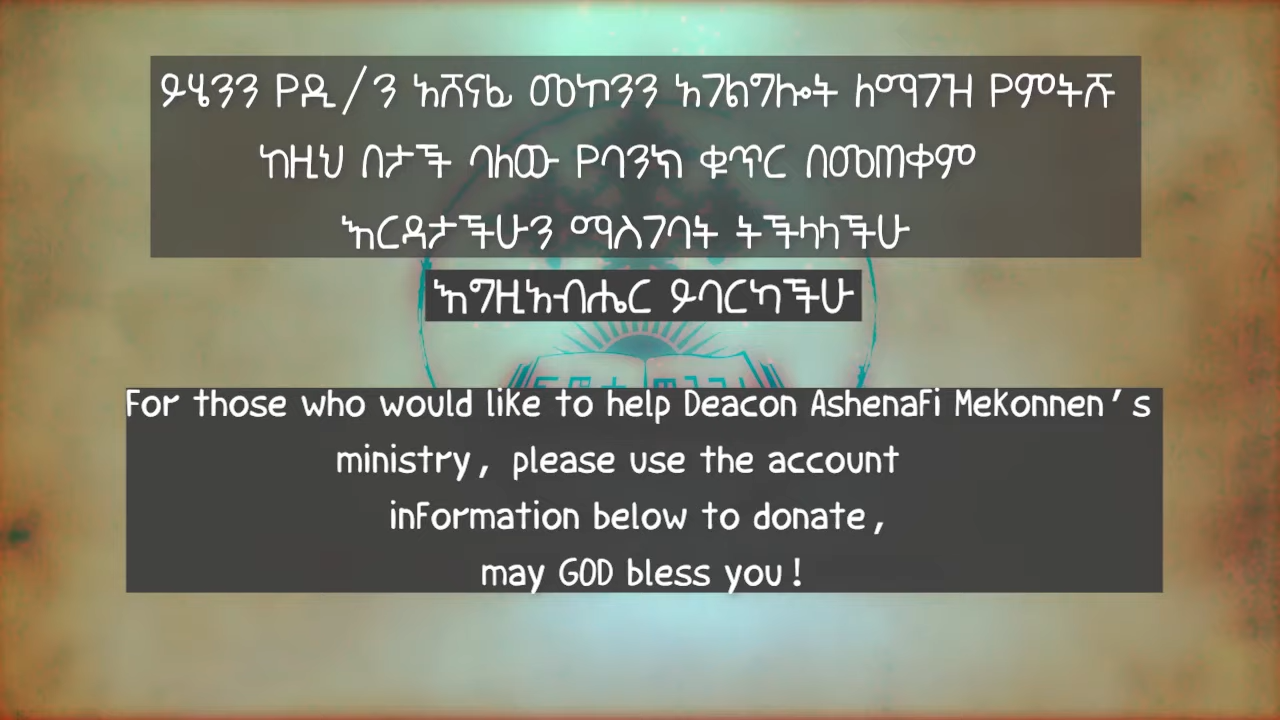 ይሄንን የዲ/ን አሸናፊ መኮንን አገልግሎት ለማገዝ የምትሹ
ከዚህ በታች ባለው የባንክ ቁጥር በመጠቀም
እርዳታችሁን ማስገባት ትችላላችሁ
እግዚአብሔር ይባርካችሁ
For those who would like to help Deacon Ashenafi Mekonnen's
ministry, please use the account
information below to donate,
may GOD bless you!